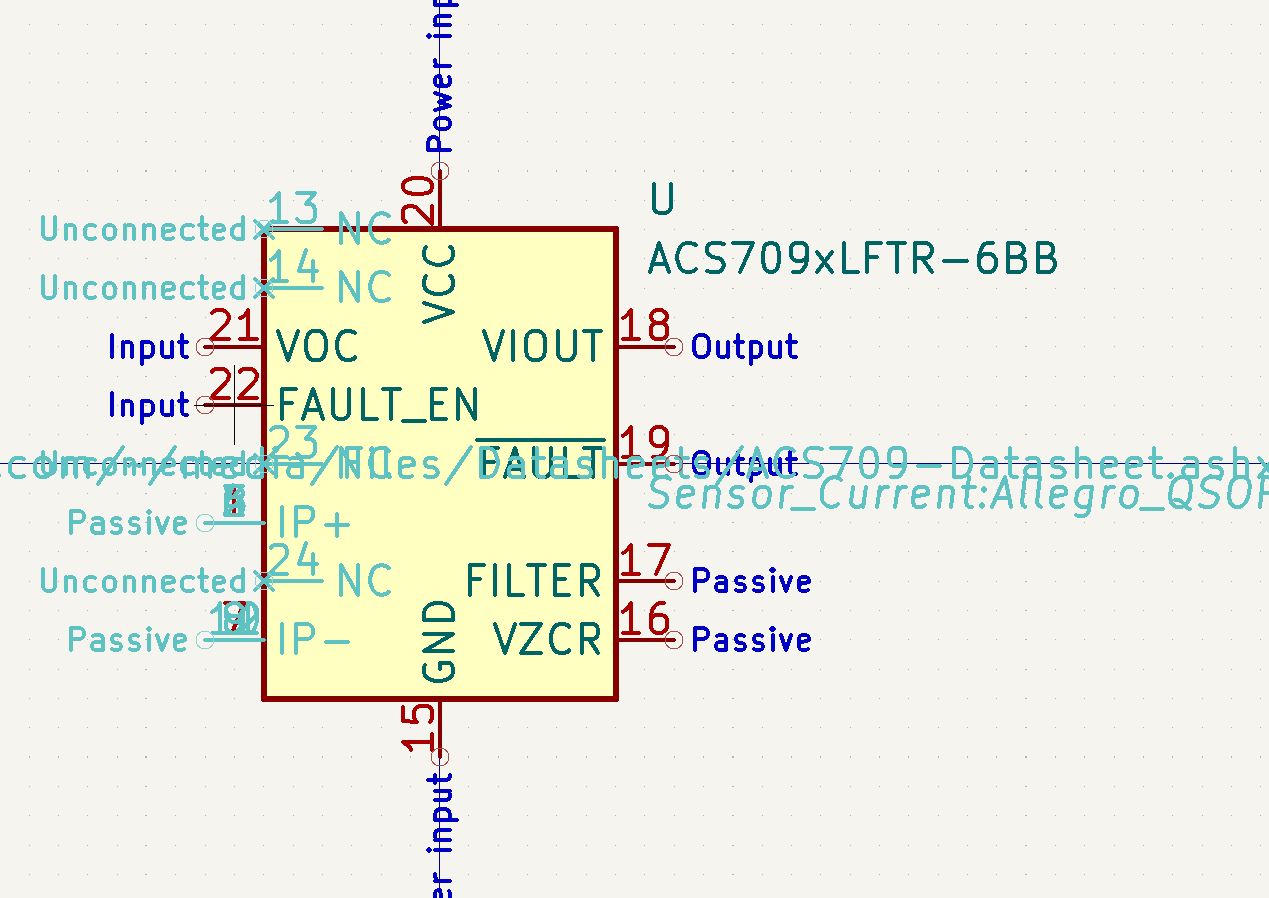 Power inp
20
U
13
Unconnected NC
ACS709xLFTR-6BB
VCC
14
Unconnected NC
21 18
Input VOC VIOUT Output
22
Input FAULT_EN
23 19
Unconnected NC FAULT Output
.com/~/media/Files/Datasheets/ACS709-Datasheet.ashx
Sensor_Current:Allegro_QSOP
Passive IP+
24 17
Unconnected NC FILTER Passive
16
Passive IP- VZCR Passive
GND
15
er input